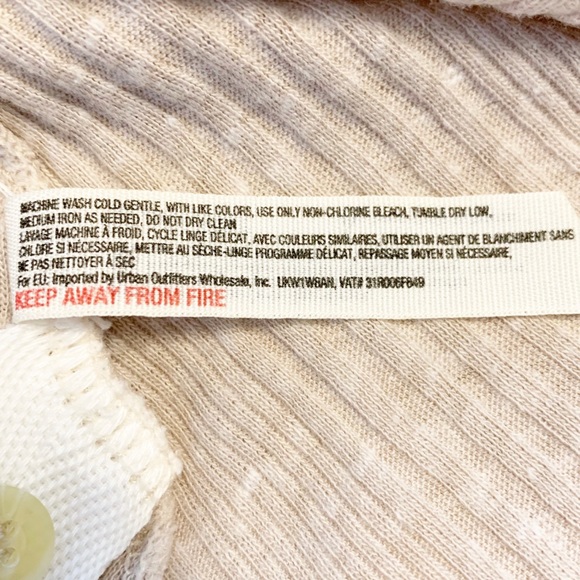 MACHINE WASH COLD GENTLE, WITH LIKE COLORS, USE ONLY NON-CHLORINE BLEACH, TUMBLE DRY LOW,
MEDIUM IRON AS NEEDED, DO NOT DRY CLEAN
LAVAGE MACHINE À FROID, CYCLE LINGE DÉLICAT, AVEC COULEURS SIMILAIRES, UTILISER UN AGENT DE BLANCHIMENT SANS
CHLORE SI NÉCESSAIRE, METTRE AU SÈCHE-LINGE PROGRAMME DÉLICAT, REPASSAGE MOYEN SI NÉCESSAIRE,
NE PAS NETTOYER À SEC
For EU: Imported by Urban Outfitters Wholesale, Inc. UKW1W8AN, VAT# 31R006F849
KEEP AWAY FROM FIRE